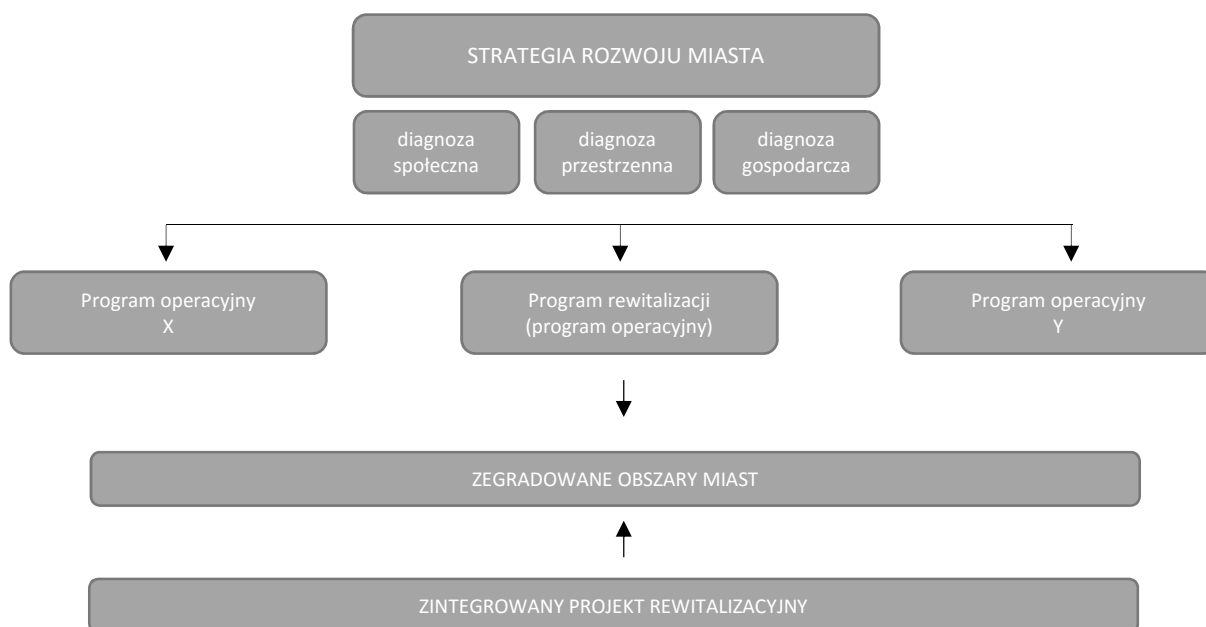 STRATEGIA ROZWOJU MIASTA
diagnoza
społeczna
diagnoza
przestrzenna
diagnoza
gospodarcza
Program operacyjny
X
Program rewitalizacji
(program operacyjny)
Program operacyjny
Y
ZEGRADOWANE OBSZARY MIAST
ZINTEGROWANY PROJEKT REWITALIZACYJNY